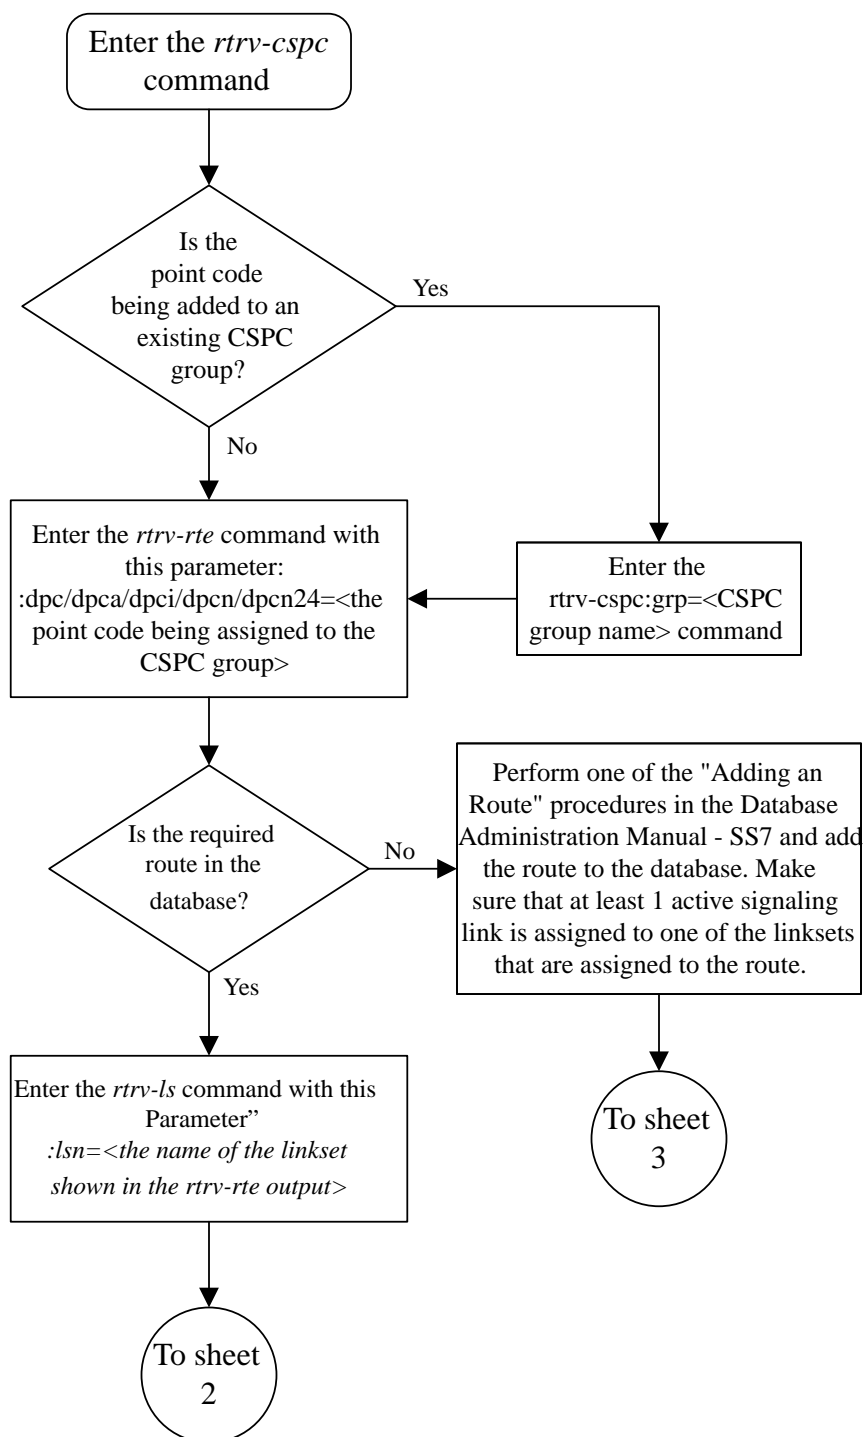 Enter the rtrv-cspc
command
Is the
point code
being added to an
existing CSPC
group?
Yes
No
Enter the rtrv-rte command with
this parameter:
:dpc/dpca/dpci/dpcn/dpcn24=<the
point code being assigned to the
CSPC group>
Enter the
rtrv-cspc:grp=<CSPC
group name> command
Is the required
route in the
database?
No
Yes
Perform one of the "Adding an
Route" procedures in the Database
Administration Manual - SS7 and add
the route to the database. Make
sure that at least 1 active signaling
link is assigned to one of the linksets
that are assigned to the route.
Enter the rtrv-ls command with this
Parameter”
:lsn=<the name of the linkset
shown in the rtrv-rte output>
To sheet
3
To sheet
2